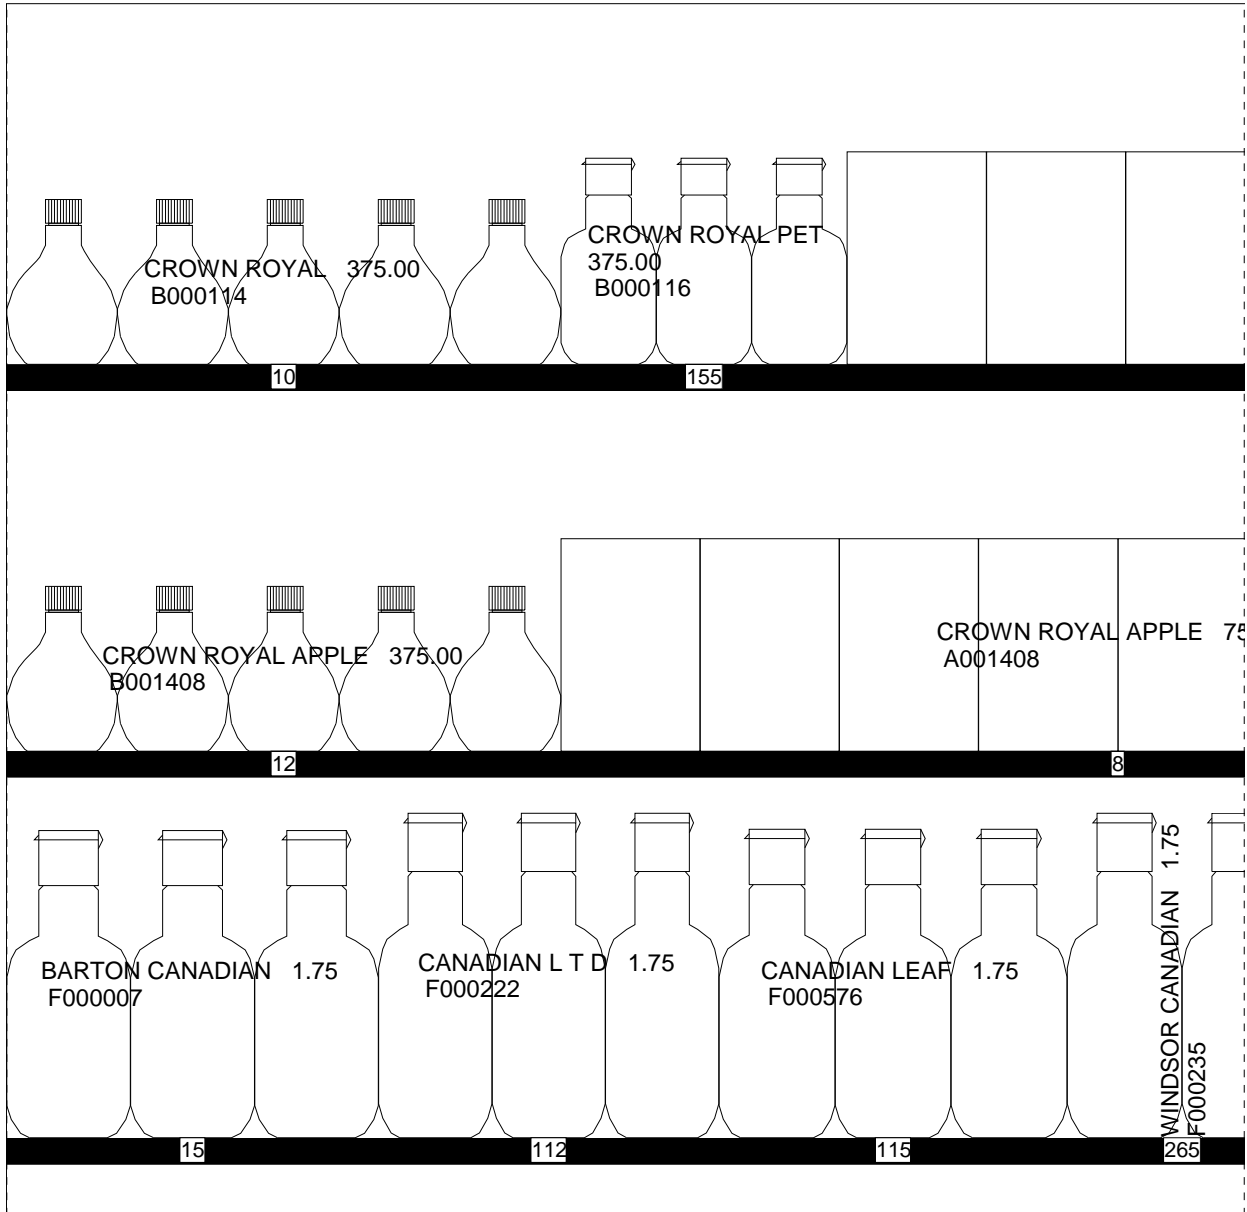 CROWN ROYAL 375.00
B000114
CROWN ROYAL PET
375.00
B000116
10
155
CROWN ROYAL APPLE 375.00
B001408
CROWN ROYAL APPLE 75
A001408
12
8
BARTON CANADIAN 1.75
F000007
CANADIAN L T D 1.75
F000222
CANADIAN LEAF 1.75
F000576
WINDSOR CANADIAN 1.75
F000235
15
112
115
265